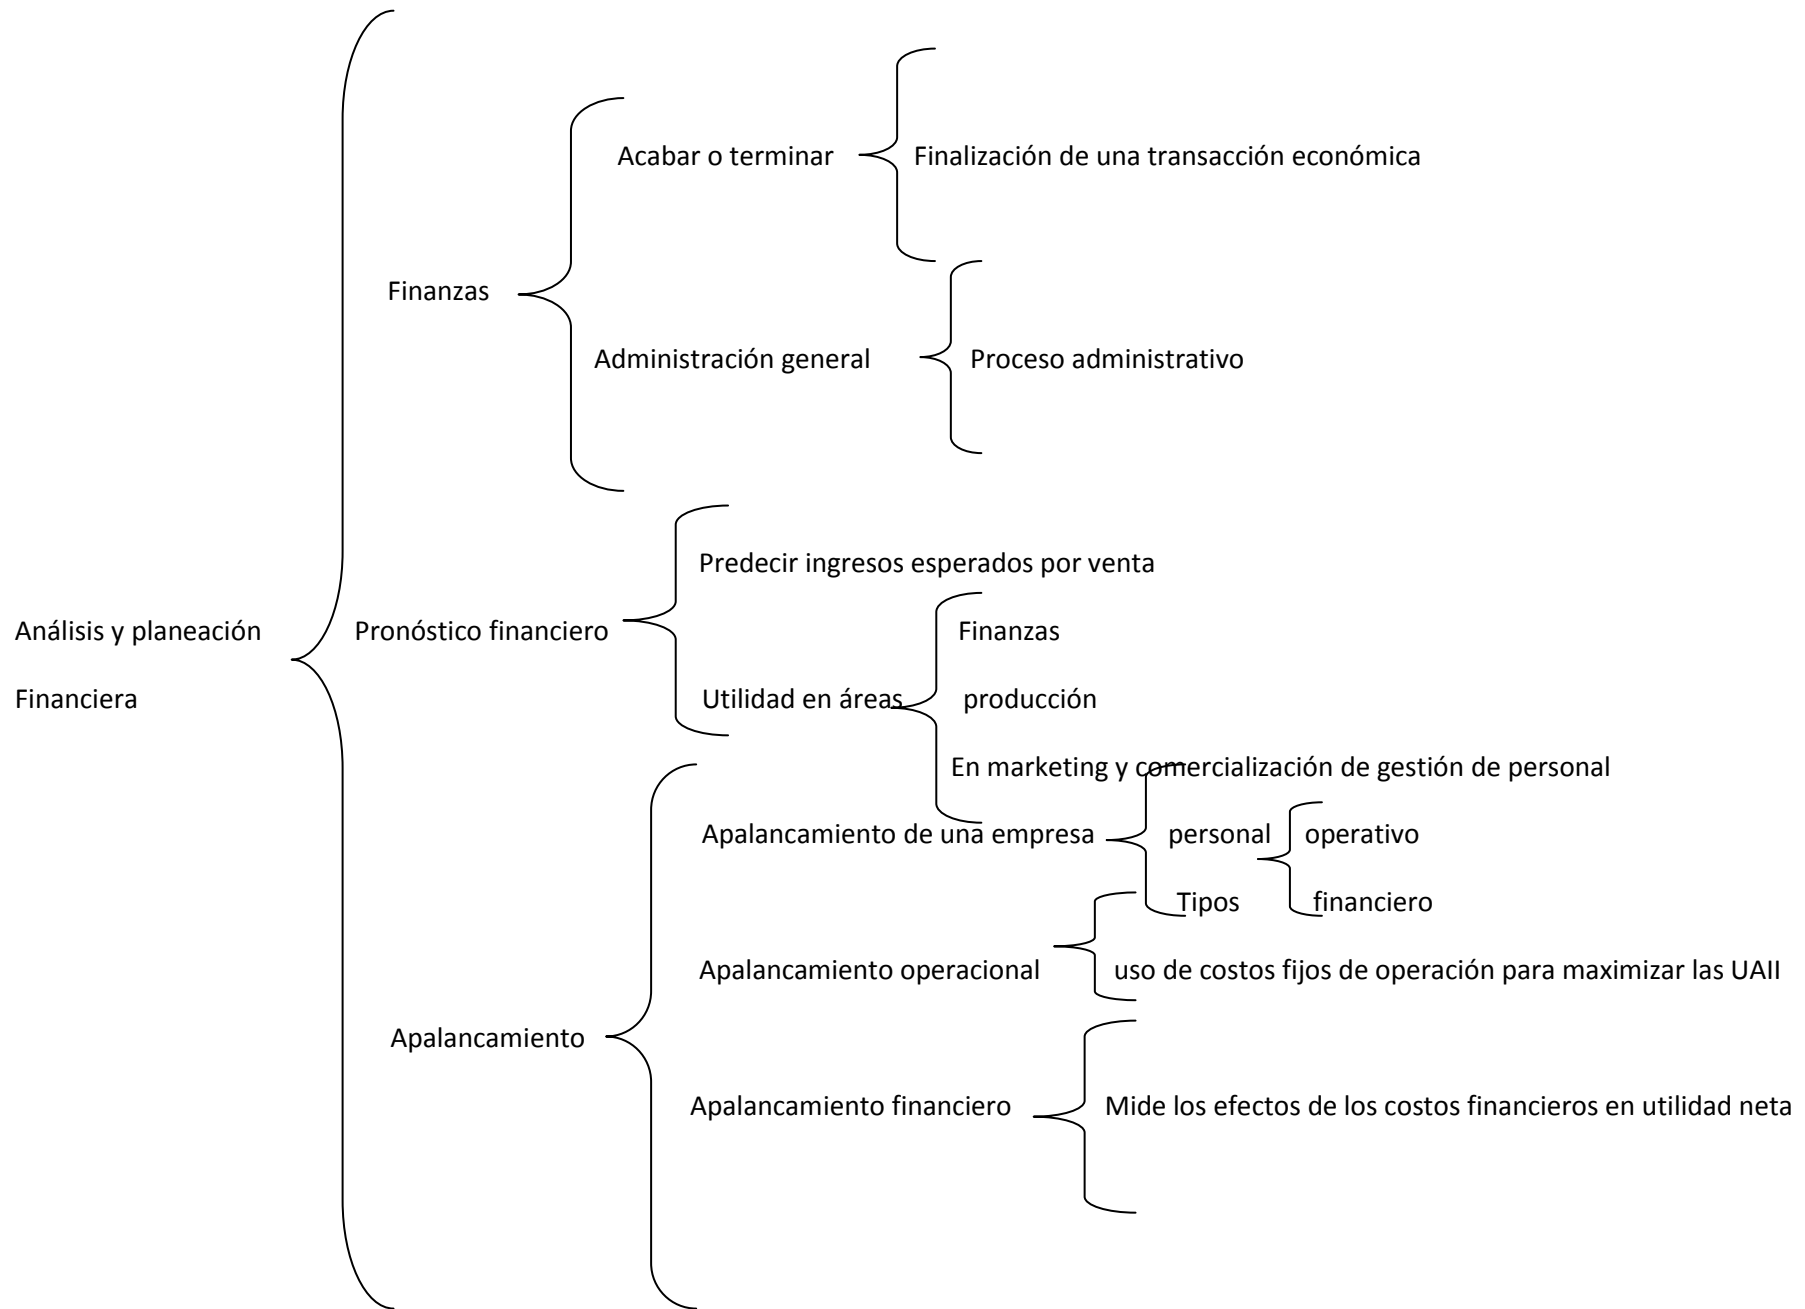 Acabar o terminar Finalización de una transacción económica
Finanzas
Administración general Proceso administrativo
Predecir ingresos esperados por venta
Análisis y planeación Pronóstico financiero Finanzas
Financiera Utilidad en áreas producción
En marketing y comercialización de gestión de personal
Apalancamiento de una empresa personal operativo
Tipos financiero
Apalancamiento operacional uso de costos fijos de operación para maximizar las UAII
Apalancamiento
Apalancamiento financiero Mide los efectos de los costos financieros en utilidad neta